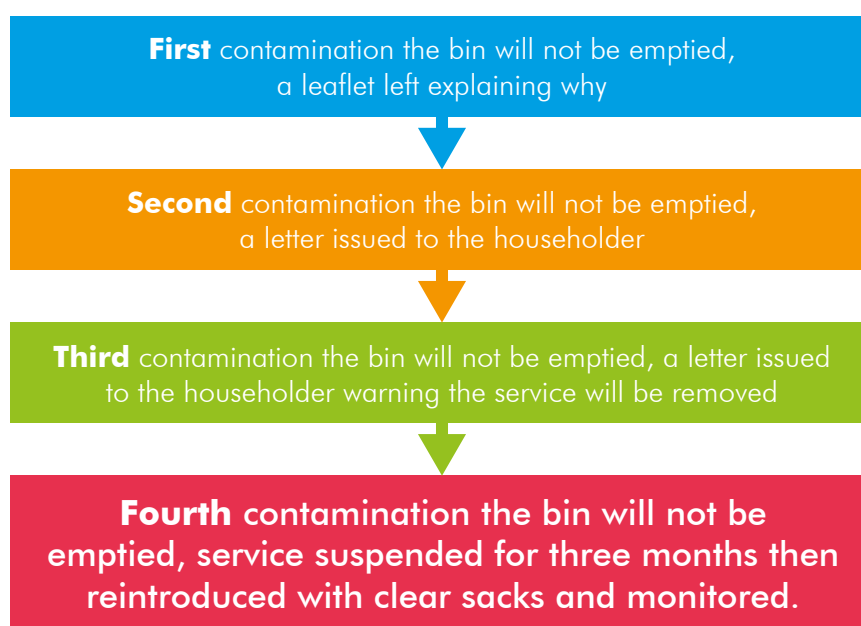 First contamination the bin will not be emptied,
a leaflet left explaining why
Second contamination the bin will not be emptied,
a letter issued to the householder
Third contamination the bin will not be emptied, a letter issued
to the householder warning the service will be removed
Fourth contamination the bin will not be
emptied, service suspended for three months then
reintroduced with clear sacks and monitored.